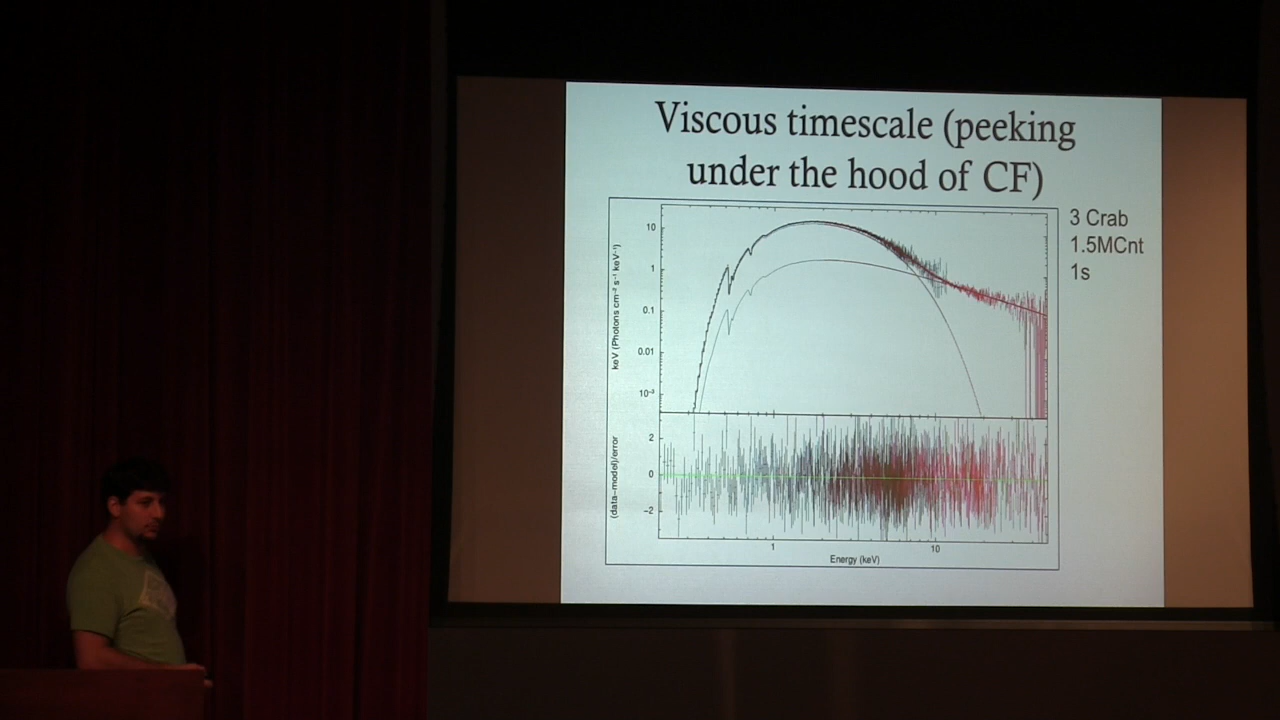 Viscous timescale (peeking
under the hood of CF)
3 Crab
1.5MCnt
1s
keV (Photons cm⁻² s⁻¹ keV⁻¹)
10
1
0.1
0.01
10⁻³
(data−model)/error
2
0
−2
1
10
Energy (keV)